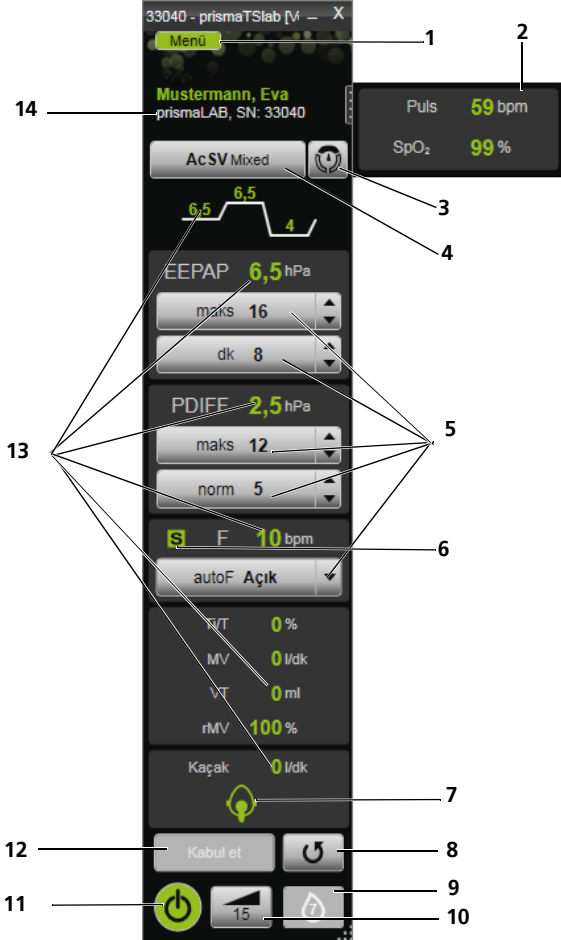 33040 - prismaTSlab [V – X
Menü
1
2
Mustermann, Eva
prismaLAB, SN: 33040
14
Puls 59 bpm
SpO₂ 99 %
AcSV Mixed
3
4
6,5
6,5
4
EEPAP 6,5 hPa
maks 16
dk 8
PDIFF 2,5 hPa
5
13
maks 12
norm 5
S F 10 bpm
6
autoF Açık
Ti/T 0 %
MV 0 l/dk
VT 0 ml
rMV 100 %
Kaçak 0 l/dk
7
12
Kabul et
8
9
11
15
7
10